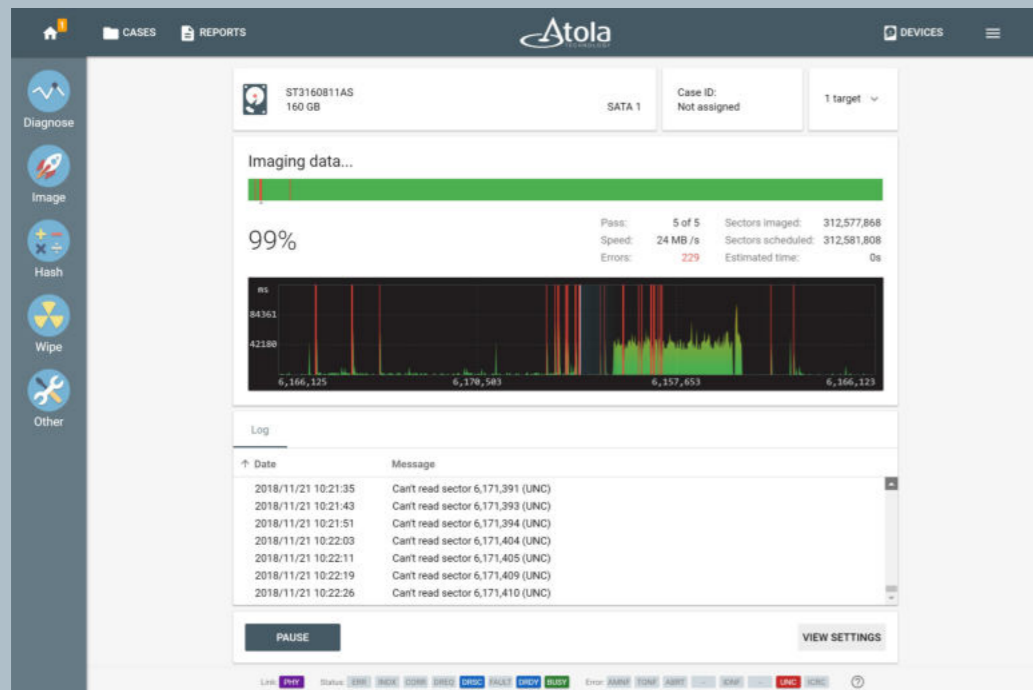 1
CASES
REPORTS
Atola
TECHNOLOGY
DEVICES
Diagnose
Image
Hash
Wipe
Other
ST3160811AS
160 GB
SATA 1
Case ID:
Not assigned
1 target
Imaging data...
99%
Pass: 5 of 5 Sectors imaged: 312,577,868
Speed: 24 MB /s Sectors scheduled: 312,581,808
Errors: 229 Estimated time: 0s
ms
84361
42180
6,166,125 6,170,503 6,157,653 6,166,123
Log
Date Message
2018/11/21 10:21:35 Can't read sector 6,171,391 (UNC)
2018/11/21 10:21:43 Can't read sector 6,171,393 (UNC)
2018/11/21 10:21:51 Can't read sector 6,171,394 (UNC)
2018/11/21 10:22:03 Can't read sector 6,171,404 (UNC)
2018/11/21 10:22:11 Can't read sector 6,171,405 (UNC)
2018/11/21 10:22:19 Can't read sector 6,171,409 (UNC)
2018/11/21 10:22:26 Can't read sector 6,171,410 (UNC)
PAUSE
VIEW SETTINGS
Link: PHY Status: ERR INDX CORR DREQ DRSC FAULT DRDY BUSY Error: AMNF T0NF ABRT - IDNF - UNC ICRC